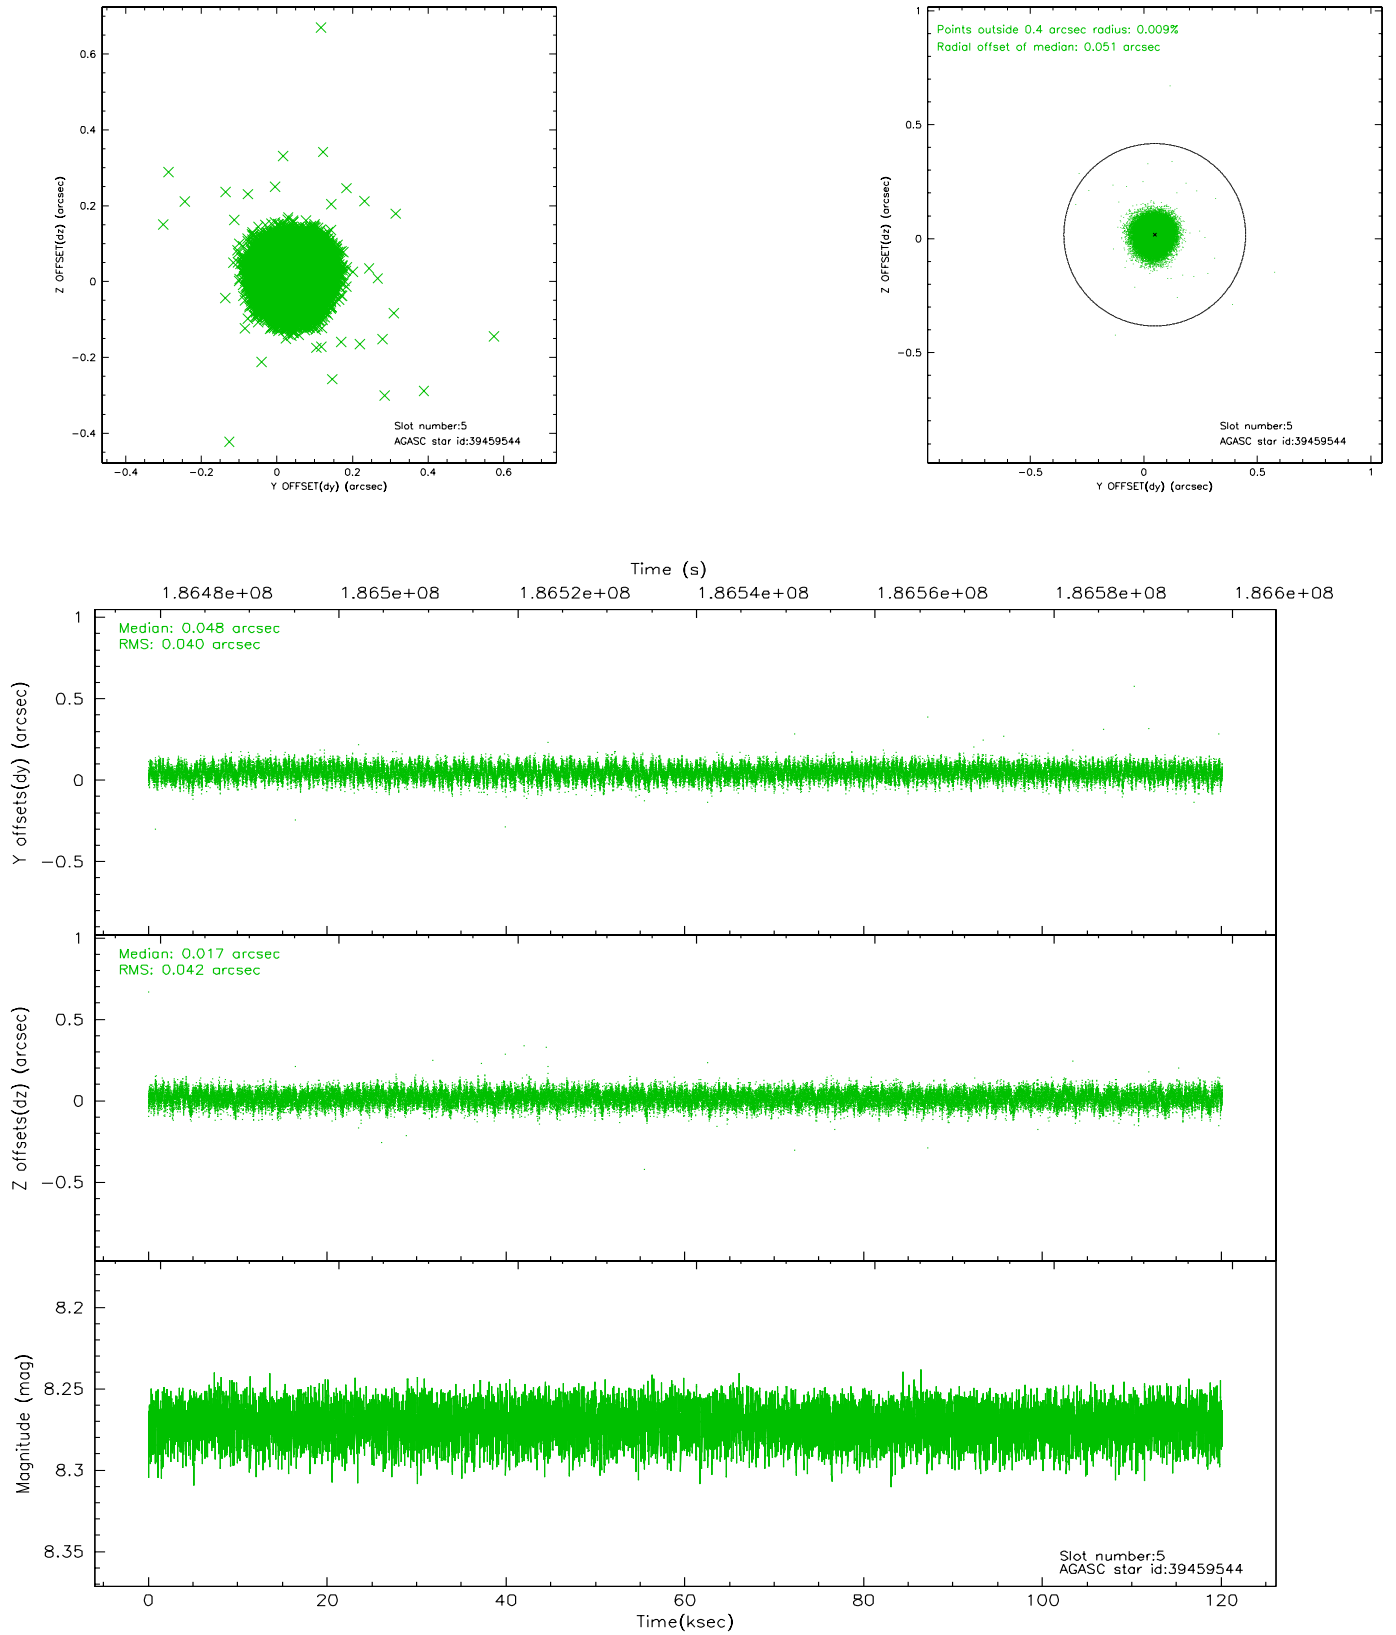 0.6
0.4
0.2
0
−0.2
−0.4
−0.4 −0.2 0 0.2 0.4 0.6
Z OFFSET(dz) (arcsec)
Y OFFSET(dy) (arcsec)
Slot number:5
AGASC star id:39459544
Points outside 0.4 arcsec radius: 0.009%
Radial offset of median: 0.051 arcsec
1
0.5
0
−0.5
−0.5 0 0.5 1
Z OFFSET(dz) (arcsec)
Y OFFSET(dy) (arcsec)
Slot number:5
AGASC star id:39459544
Time (s)
1.8648e+08 1.865e+08 1.8652e+08 1.8654e+08 1.8656e+08 1.8658e+08 1.866e+08
Median: 0.048 arcsec
RMS: 0.040 arcsec
1
0.5
0
−0.5
Y offsets(dy) (arcsec)
Median: 0.017 arcsec
RMS: 0.042 arcsec
1
0.5
0
−0.5
Z offsets(dz) (arcsec)
8.2
8.25
8.3
8.35
Magnitude (mag)
Slot number:5
AGASC star id:39459544
0 20 40 60 80 100 120
Time(ksec)